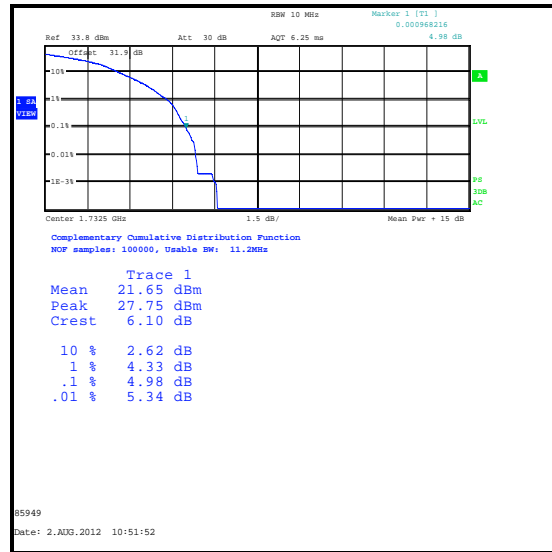 RBW 10 MHz Marker 1 [T1 ]
0.000968216
Ref 33.8 dBm Att 30 dB AQT 6.25 ms 4.98 dB
Offset 31.9 dB
10%
A
1 SA
VIEW
1%
1
0.1%
LVL
0.01%
1E-3%
PS
3DB
AC
Center 1.7325 GHz 1.5 dB/ Mean Pwr + 15 dB
Complementary Cumulative Distribution Function
NOF samples: 100000, Usable BW: 11.2MHz
Trace 1
Mean 21.65 dBm
Peak 27.75 dBm
Crest 6.10 dB
10 % 2.62 dB
1 % 4.33 dB
.1 % 4.98 dB
.01 % 5.34 dB
85949
Date: 2.AUG.2012 10:51:52